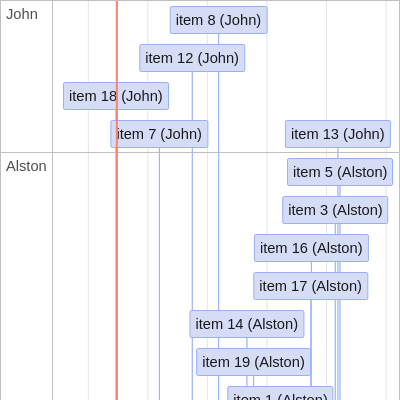 John
item 8 (John)
item 12 (John)
item 18 (John)
item 7 (John)
item 13 (John)
Alston
item 5 (Alston)
item 3 (Alston)
item 16 (Alston)
item 17 (Alston)
item 14 (Alston)
item 19 (Alston)
item 1 (Alston)